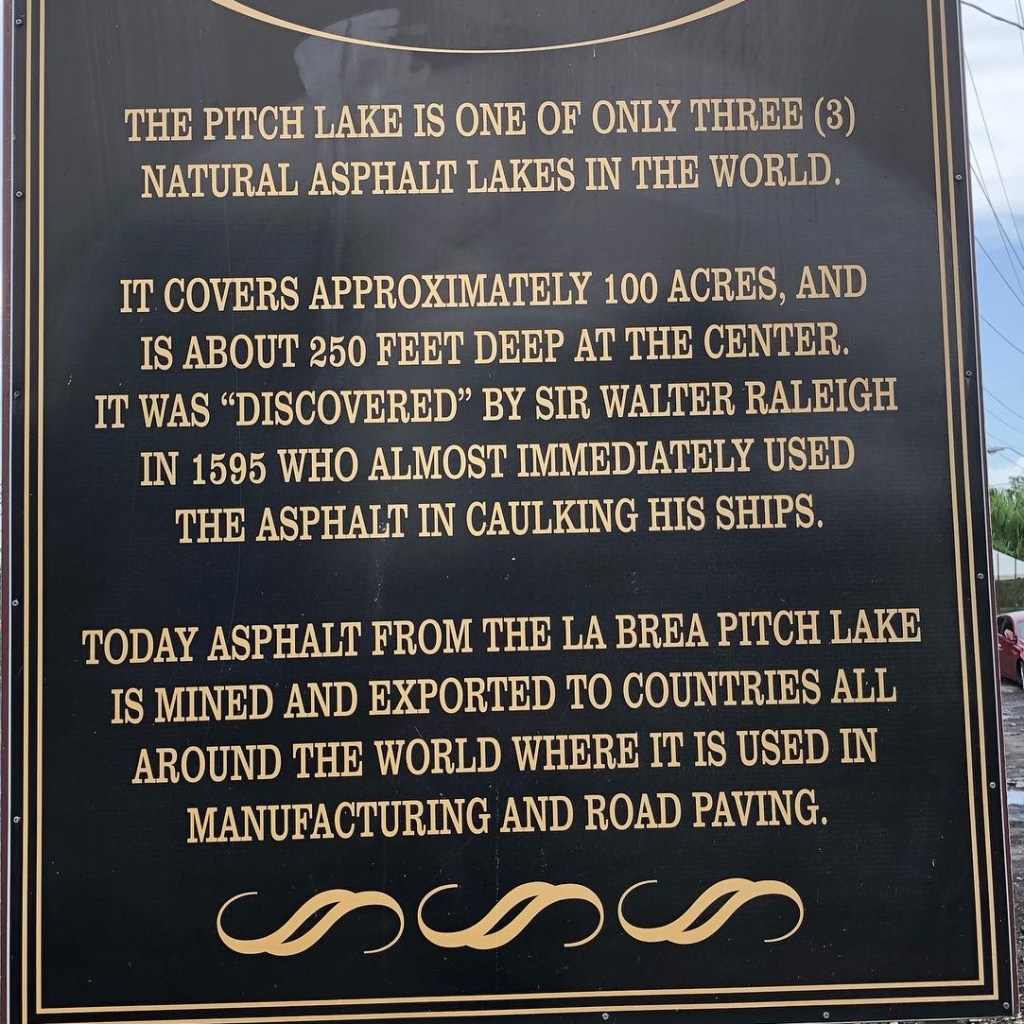 THE PITCH LAKE IS ONE OF ONLY THREE (3)
NATURAL ASPHALT LAKES IN THE WORLD.
IT COVERS APPROXIMATELY 100 ACRES, AND
IS ABOUT 250 FEET DEEP AT THE CENTER.
IT WAS “DISCOVERED” BY SIR WALTER RALEIGH
IN 1595 WHO ALMOST IMMEDIATELY USED
THE ASPHALT IN CAULKING HIS SHIPS.
TODAY ASPHALT FROM THE LA BREA PITCH LAKE
IS MINED AND EXPORTED TO COUNTRIES ALL
AROUND THE WORLD WHERE IT IS USED IN
MANUFACTURING AND ROAD PAVING.